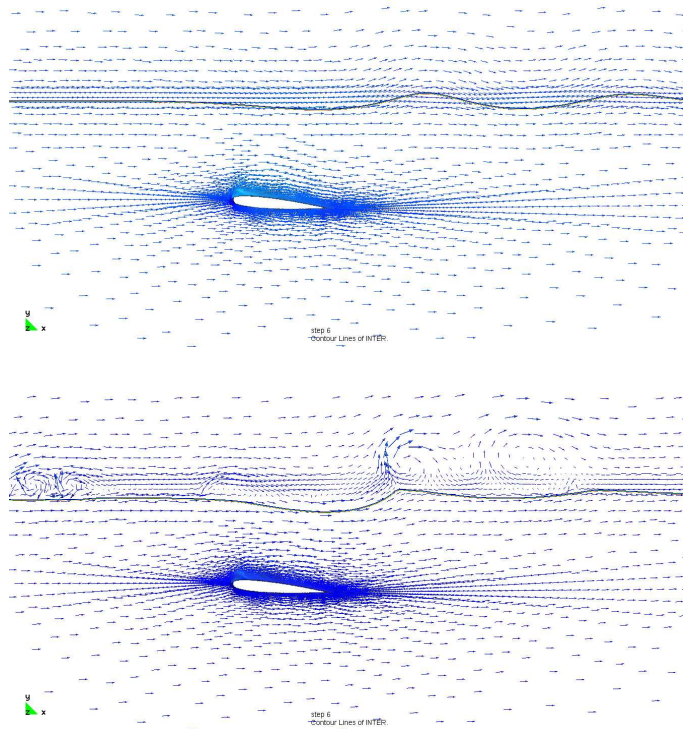 y
z x
step 6
Contour Lines of INTER.
y
z x
step 6
Contour Lines of INTER.